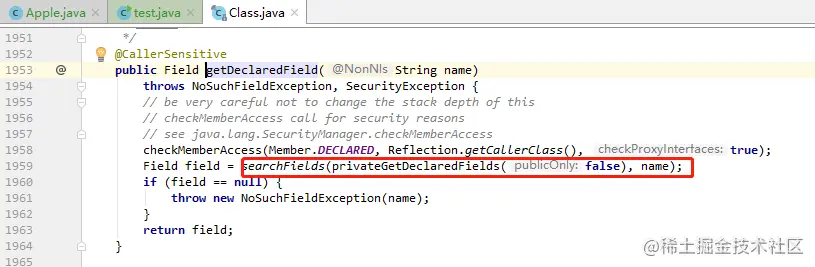 Apple.java × test.java × Class.java ×
1951 */
1952 @CallerSensitive
1953 @ public Field getDeclaredField( @NonNls String name)
1954 throws NoSuchFieldException, SecurityException {
1955 // be very careful not to change the stack depth of this
1956 // checkMemberAccess call for security reasons
1957 // see java.lang.SecurityManager.checkMemberAccess
1958 checkMemberAccess(Member.DECLARED, Reflection.getCallerClass(), checkProxyInterfaces: true);
1959 Field field = searchFields(privateGetDeclaredFields( publicOnly: false), name);
1960 if (field == null) {
1961 throw new NoSuchFieldException(name);
1962 }
1963 return field;
1964 }
1965
@稀土掘金技术社区